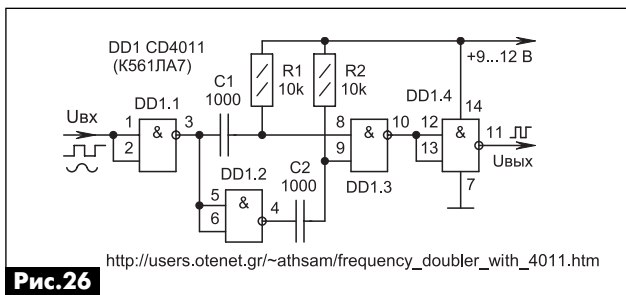 DD1 CD4011
(К561ЛА7)
+9...12 В
C1
1000
R1
10k
R2
10k
DD1.4
14
Uвх
DD1.1
1
2
&
3
8
9
&
10
12
13
&
11
Uвых
DD1.2
5
6
&
4
C2
1000
DD1.3
7
http://users.otenet.gr/~athsam/frequency_doubler_with_4011.htm
Рис.26